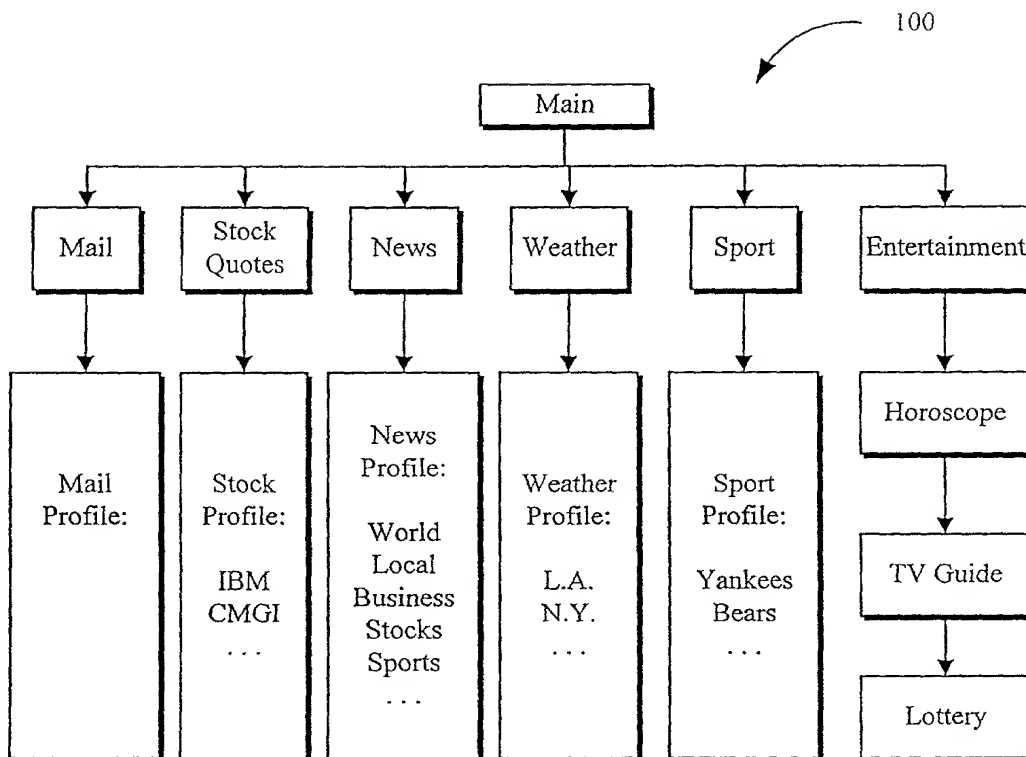 100
Main
Mail
Stock
Quotes
News
Weather
Sport
Entertainment
Mail
Profile:
Stock
Profile:
IBM
CMGI
. . .
News
Profile:
World
Local
Business
Stocks
Sports
. . .
Weather
Profile:
L.A.
N.Y.
. . .
Sport
Profile:
Yankees
Bears
. . .
Horoscope
TV Guide
Lottery